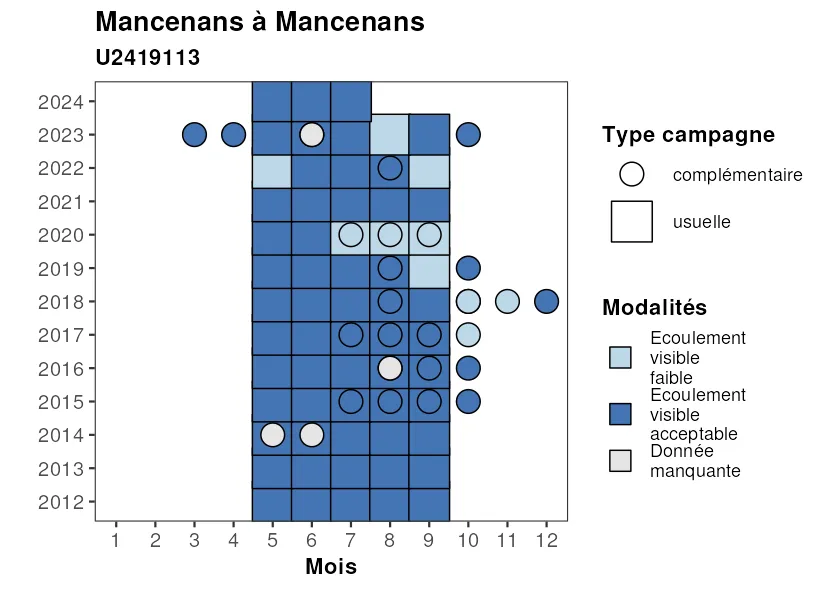 Mancenans à Mancenans
U2419113
2024
2023
2022
2021
2020
2019
2018
2017
2016
2015
2014
2013
2012
1 2 3 4 5 6 7 8 9 10 11 12
Mois
Type campagne
complémentaire
usuelle
Modalités
Ecoulement
visible
faible
Ecoulement
visible
acceptable
Donnée
manquante